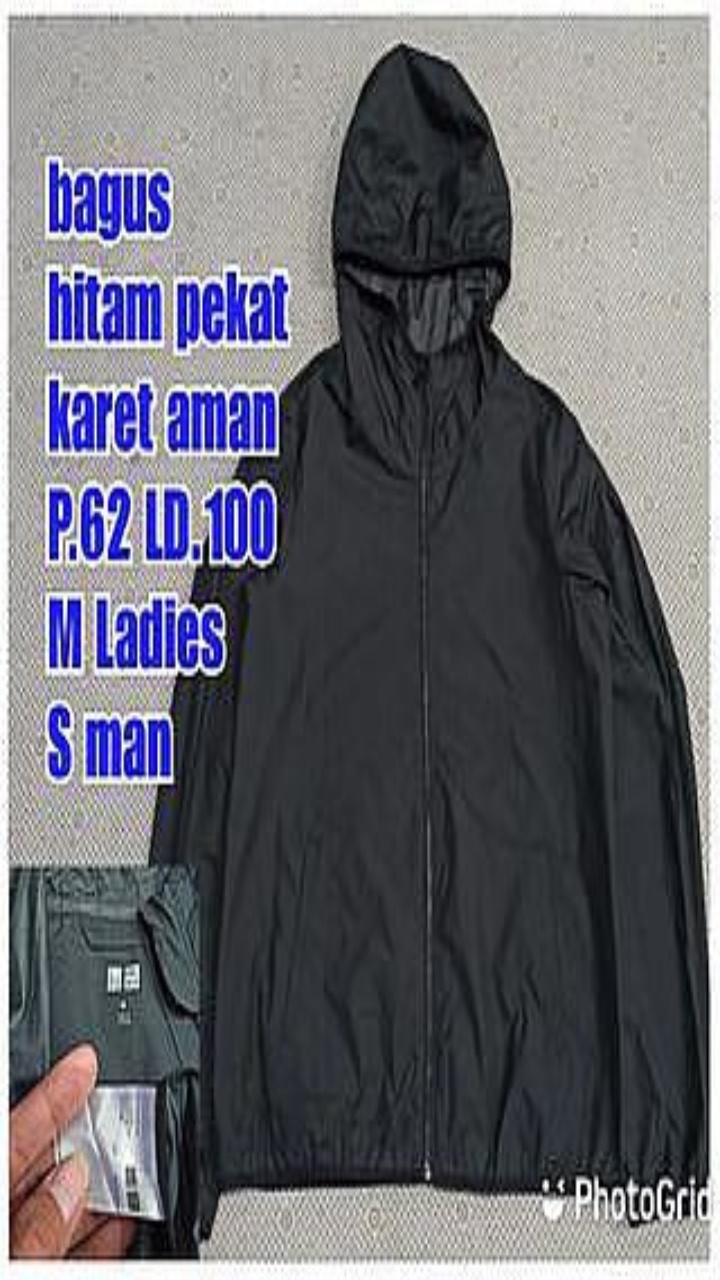 bagus
hitam pekat
karet aman
P.62 LD.100
M Ladies
S man
PhotoGrid